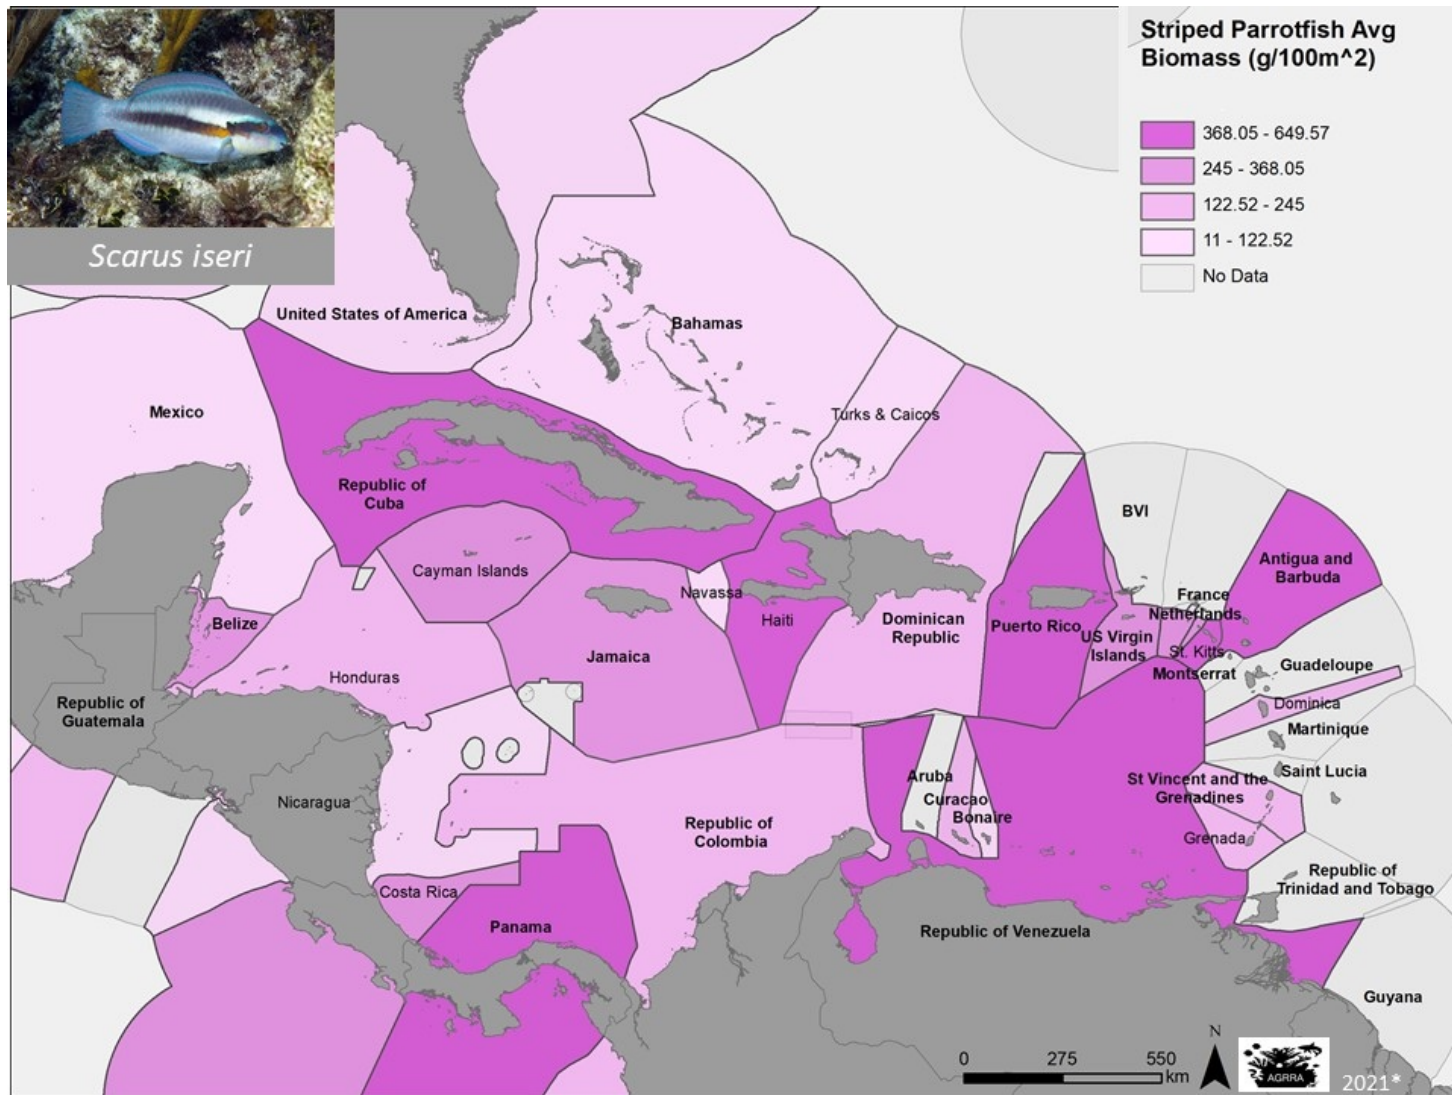 Scarus iseri
Striped Parrotfish Avg
Biomass (g/100m^2)
368.05 - 649.57
245 - 368.05
122.52 - 245
11 - 122.52
No Data
United States of America
Bahamas
Mexico
Turks & Caicos
Republic of
Cuba
BVI
Antigua and
Barbuda
Cayman Islands
Navassa
France
Netherlands
Belize
Haiti
Dominican
Republic
Puerto Rico
US Virgin
Islands
St. Kitts
Jamaica
Honduras
Montserrat
Guadeloupe
Republic of
Guatemala
Dominica
Martinique
Saint Lucia
Aruba
St Vincent and the
Grenadines
Nicaragua
Curacao
Bonaire
Republic of
Colombia
Grenada
Costa Rica
Republic of
Trinidad and Tobago
Panama
Republic of Venezuela
Guyana
N
0 275 550
km
AGRRA
2021*